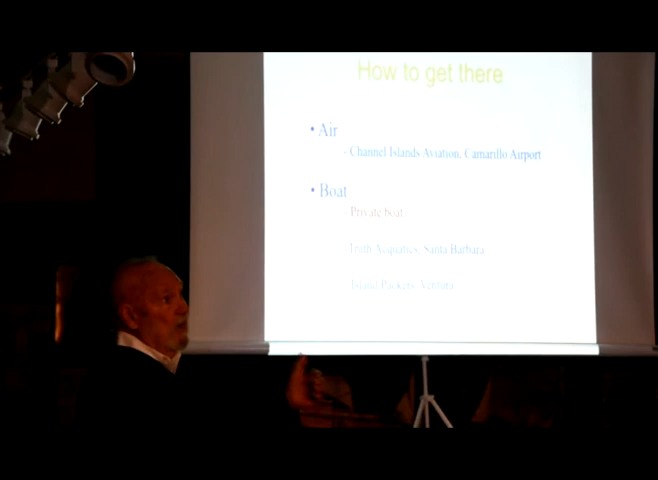 How to get there
• Air
- Channel Islands Aviation, Camarillo Airport
• Boat
- Private boat
Truth Acquatics, Santa Barbara
Island Packers Ventura